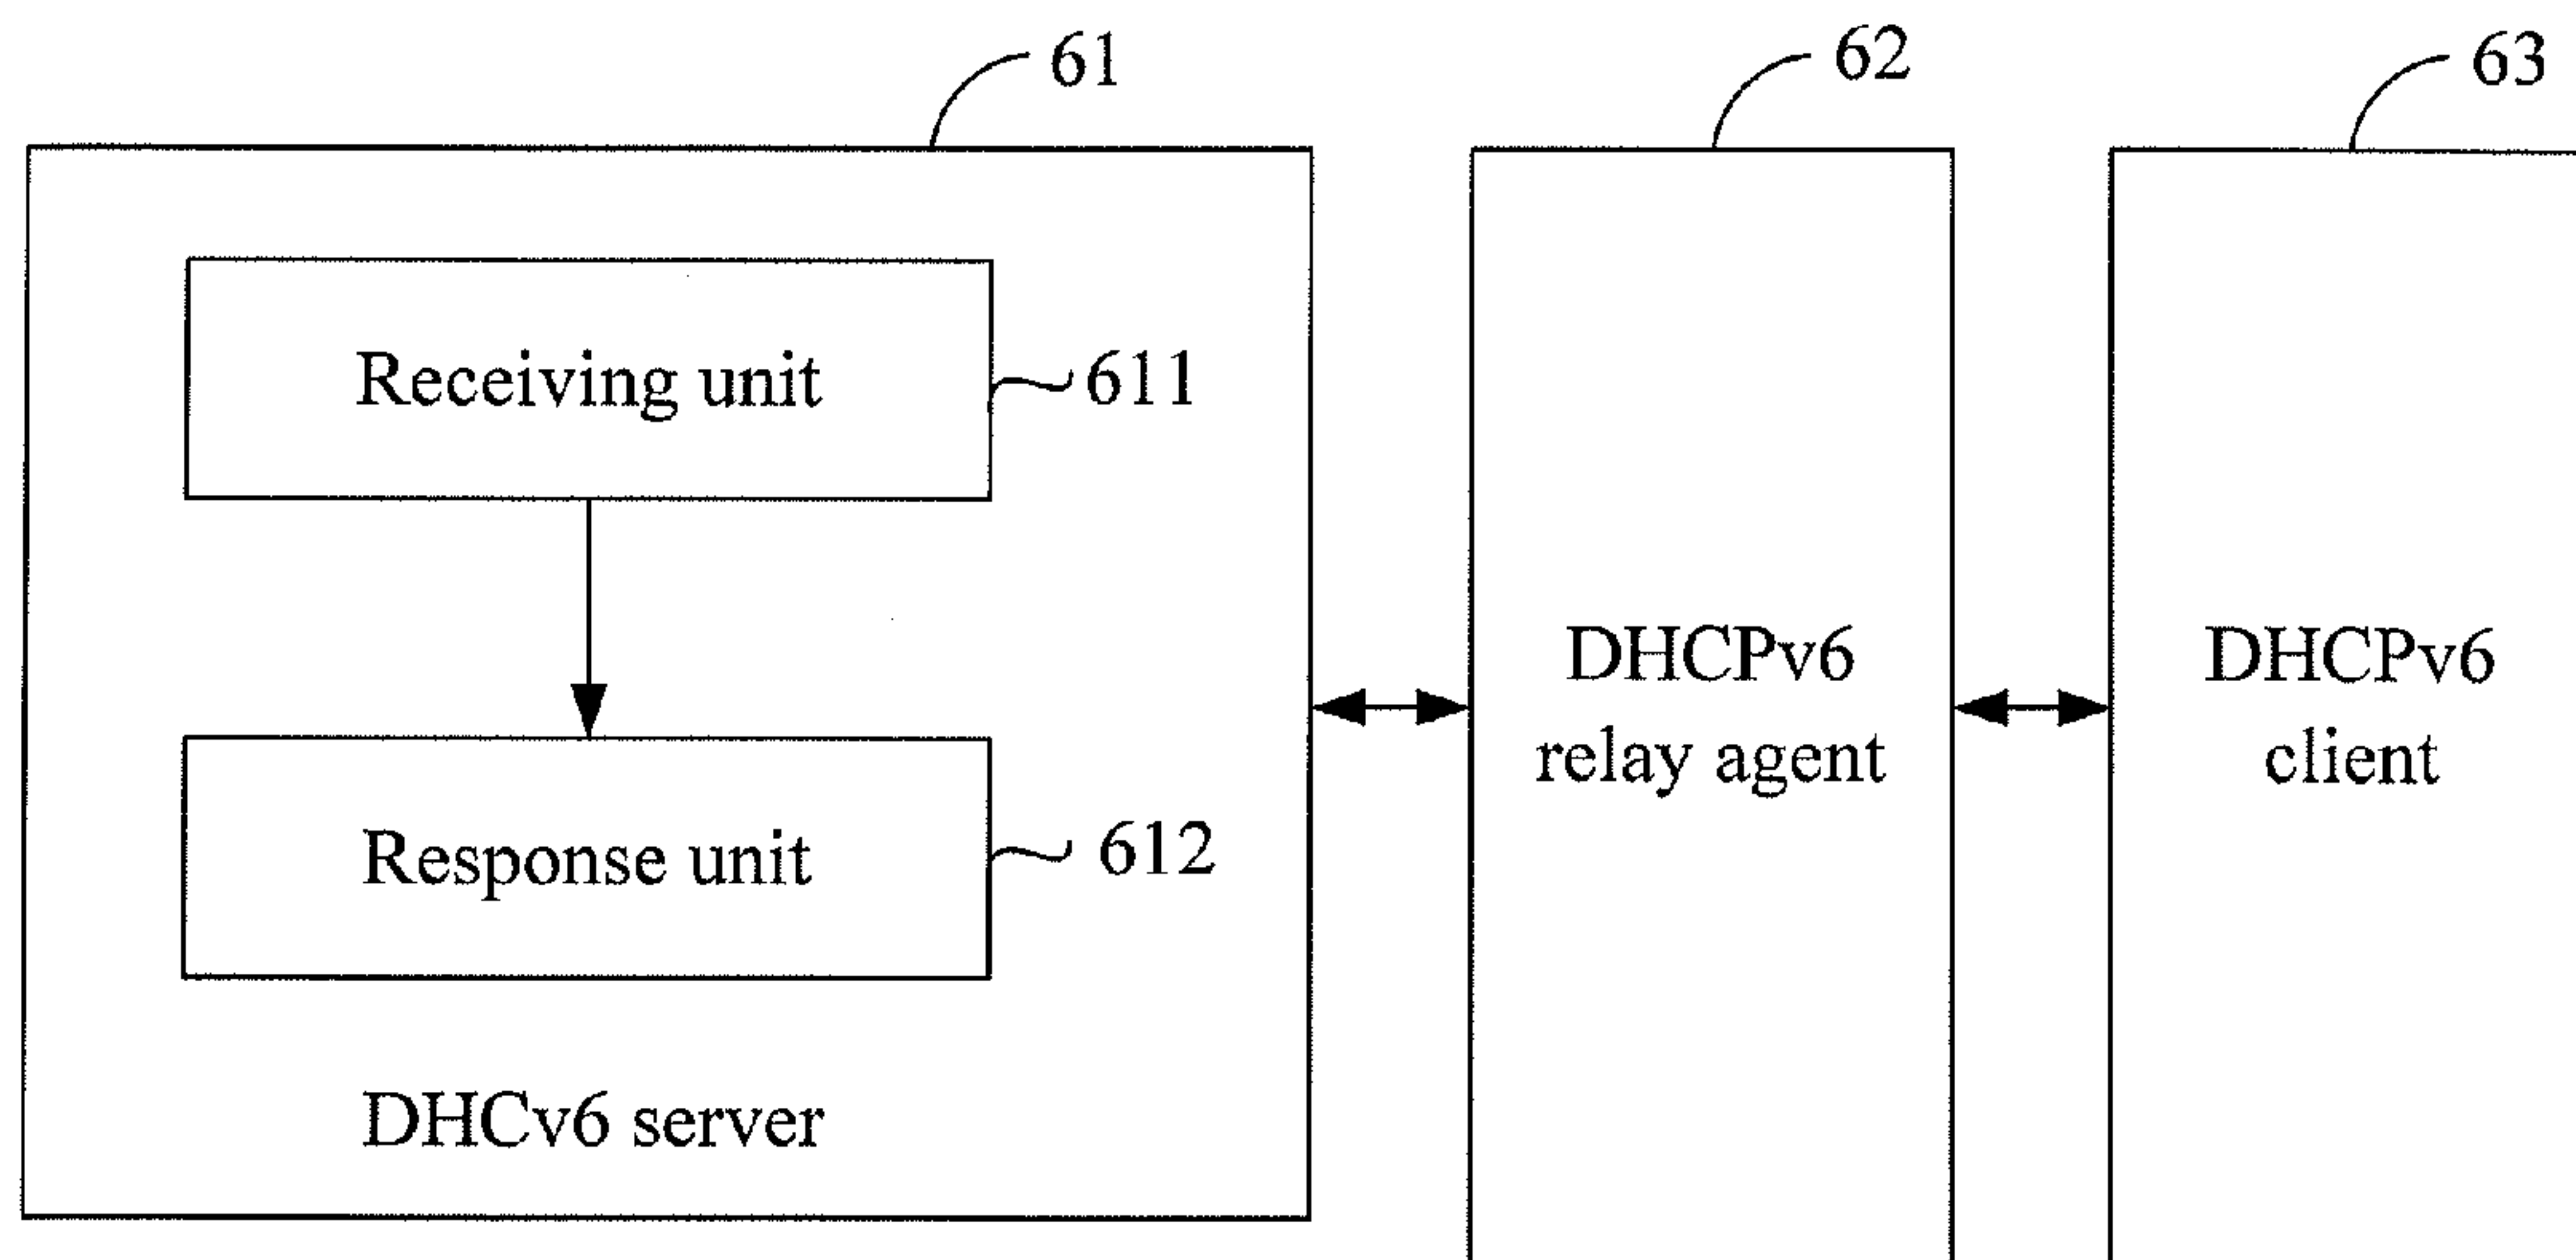 61
62
63
Receiving unit
611
Response unit
612
DHCv6 server
DHCPv6
relay agent
DHCPv6
client